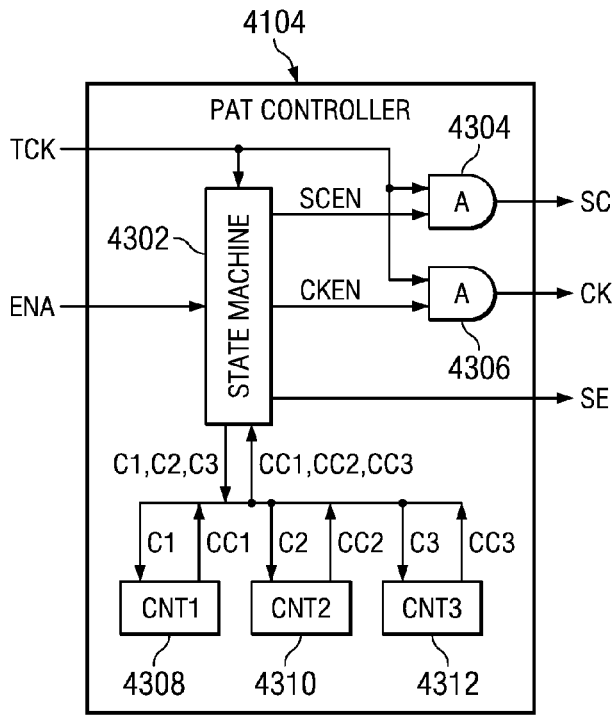 4104
PAT CONTROLLER
4304
TCK
SCEN
A
SC
4302
STATE MACHINE
ENA
CKEN
A
CK
4306
SE
C1,C2,C3
CC1,CC2,CC3
C1
CC1
C2
CC2
C3
CC3
CNT1
CNT2
CNT3
4308
4310
4312